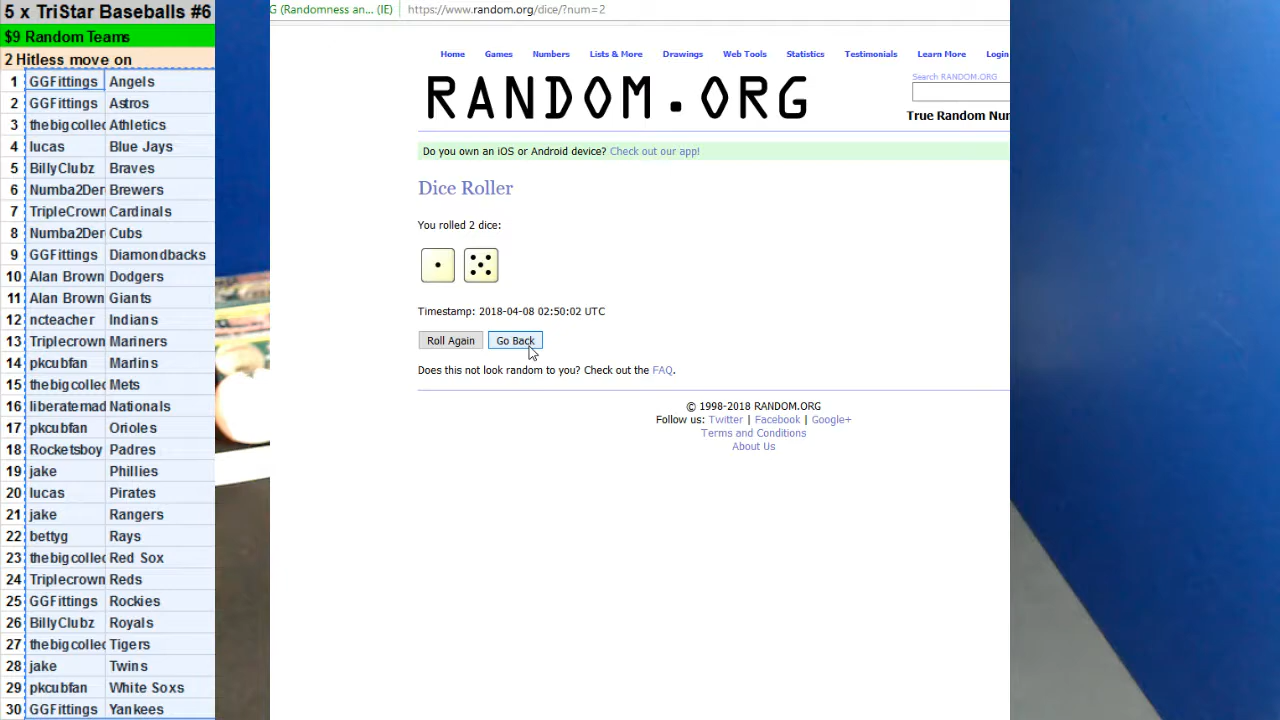 5 x TriStar Baseballs #6
$9 Random Teams
2 Hitless move on
1 GGFittings Angels
2 GGFittings Astros
3 thebigcollec Athletics
4 lucas Blue Jays
5 BillyClubz Braves
6 Numba2Der Brewers
7 TripleCrown Cardinals
8 Numba2Der Cubs
9 GGFittings Diamondbacks
10 Alan Brown Dodgers
11 Alan Brown Giants
12 ncteacher Indians
13 Triplecrown Mariners
14 pkcubfan Marlins
15 thebigcollec Mets
16 liberatemad Nationals
17 pkcubfan Orioles
18 Rocketsboy Padres
19 jake Phillies
20 lucas Pirates
21 jake Rangers
22 bettyg Rays
23 thebigcollec Red Sox
24 Triplecrown Reds
25 GGFittings Rockies
26 BillyClubz Royals
27 thebigcollec Tigers
28 jake Twins
29 pkcubfan White Soxs
30 GGFittings Yankees
G (Randomness an... (IE) https://www.random.org/dice/?num=2
Home Games Numbers Lists & More Drawings Web Tools Statistics Testimonials Learn More Login
RANDOM.ORG
Search RANDOM.ORG
True Random Num
Do you own an iOS or Android device? Check out our app!
Dice Roller
You rolled 2 dice:
Timestamp: 2018-04-08 02:50:02 UTC
Roll Again Go Back
Does this not look random to you? Check out the FAQ.
© 1998-2018 RANDOM.ORG
Follow us: Twitter | Facebook | Google+
Terms and Conditions
About Us